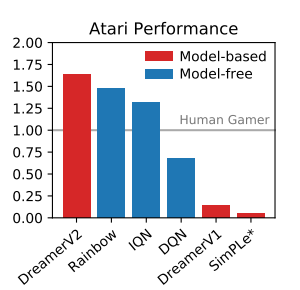 Atari Performance
2.00
1.75
1.50
1.25
1.00
0.75
0.50
0.25
0.00
Model-based
Model-free
Human Gamer
DreamerV2
Rainbow
IQN
DQN
DreamerV1
SimPLe*